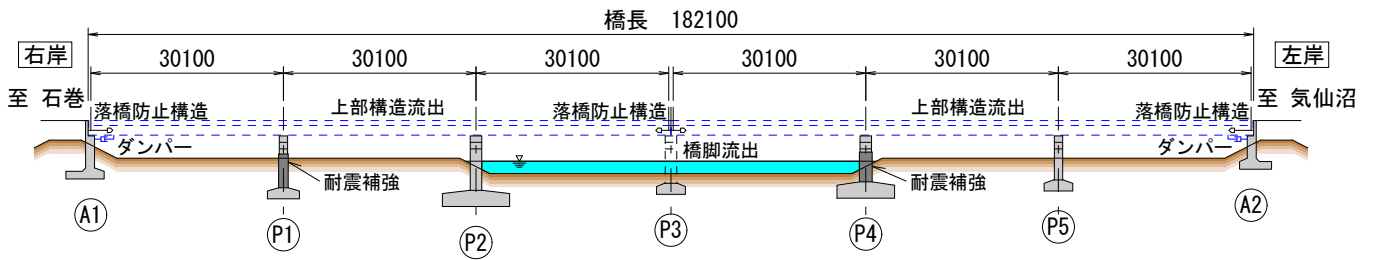 橋長 182100
右岸
30100
30100
30100
30100
30100
30100
左岸
至 石巻
落橋防止構造
上部構造流出
落橋防止構造
上部構造流出
落橋防止構造
至 気仙沼
ダンパー
橋脚流出
ダンパー
耐震補強
耐震補強
A1
P1
P2
P3
P4
P5
A2